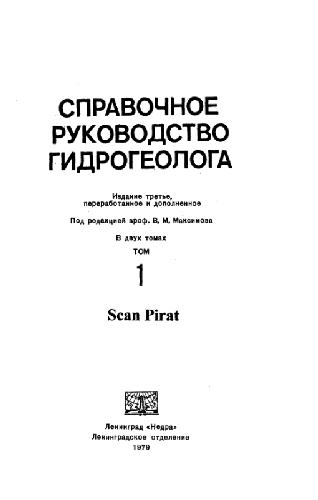 СПРАВОЧНОЕ
РУКОВОДСТВО
ГИДРОГЕОЛОГА
Издание третье,
переработанное и дополненное
Под редакцией проф. В. М. Максимова
В двух томах
ТОМ
1
Scan Pirat
Ленинград «Недра»
Ленинградское отделение
1979